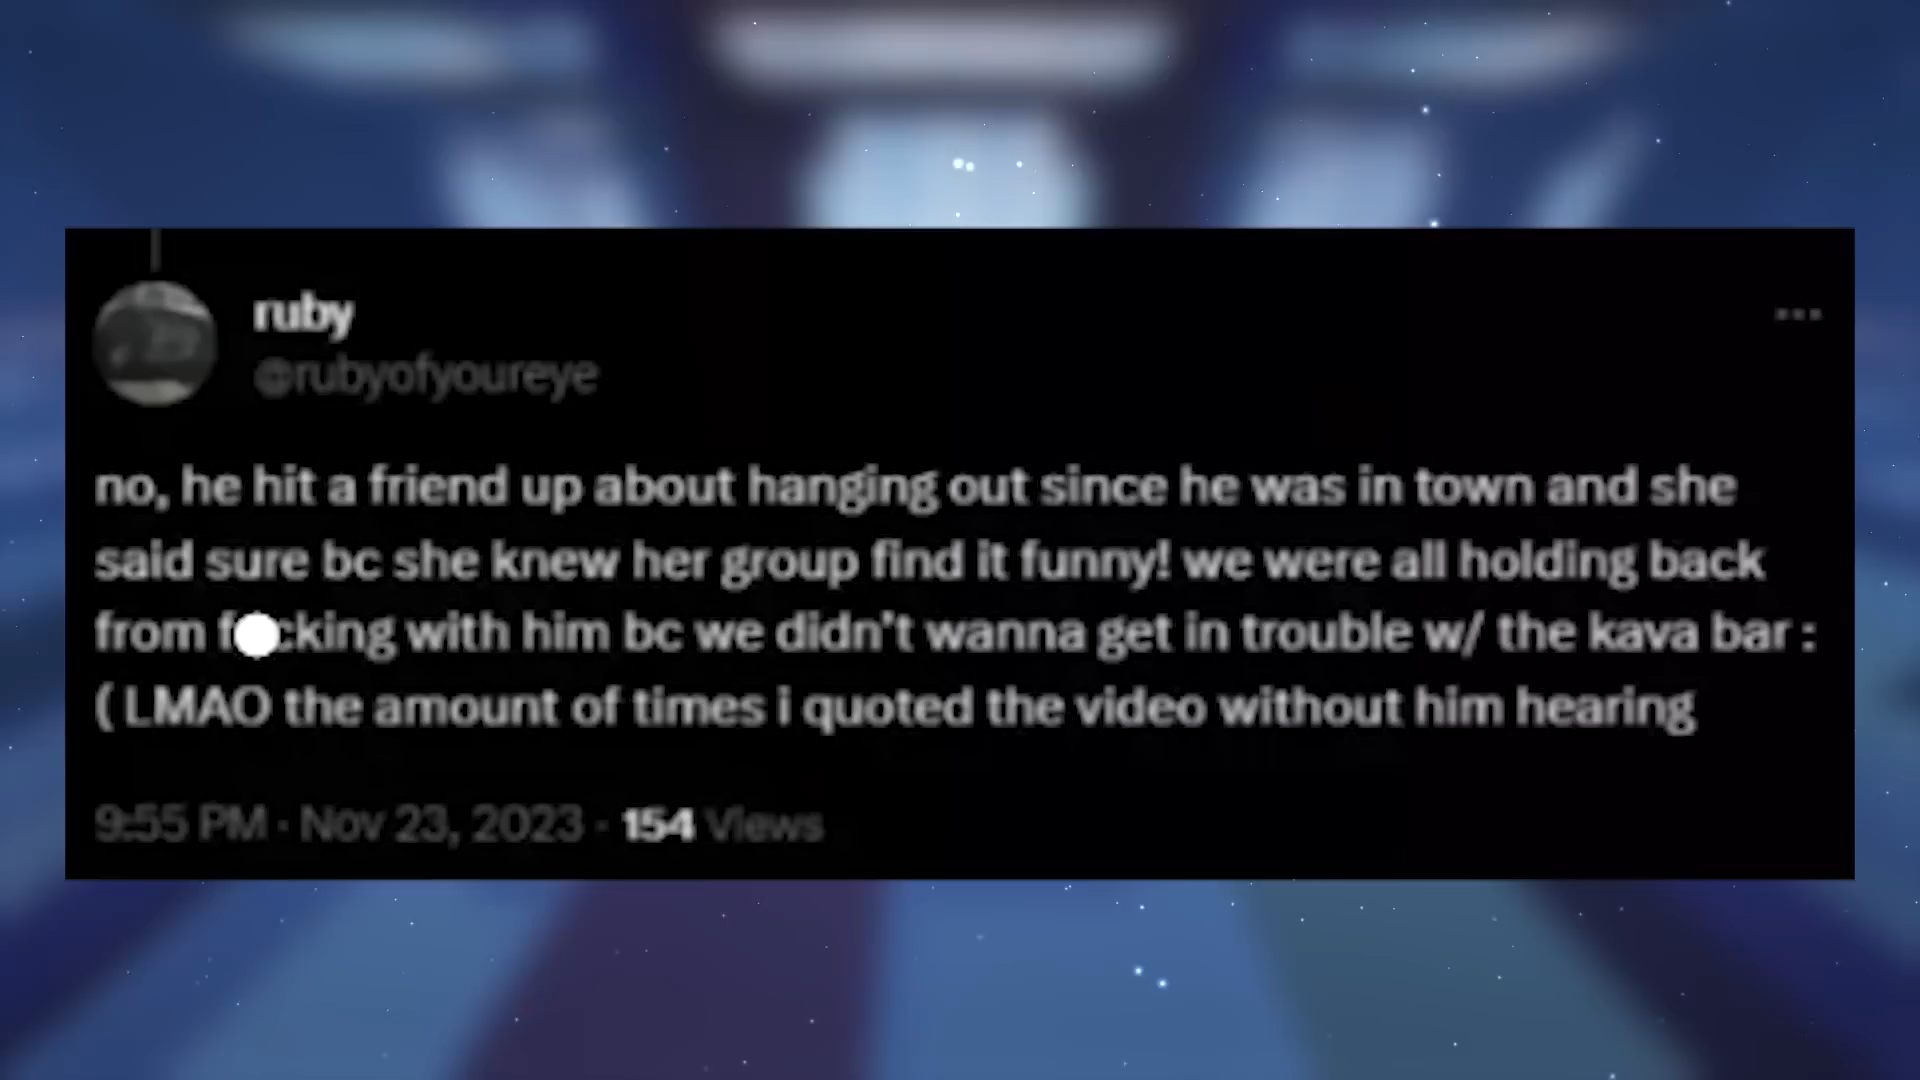 ruby
@rubyofyoureye
no, he hit a friend up about hanging out since he was in town and she
said sure bc she knew her group find it funny! we were all holding back
from f cking with him bc we didn't wanna get in trouble w/ the kava bar :
( LMAO the amount of times i quoted the video without him hearing
9:55 PM · Nov 23, 2023 · 154 Views